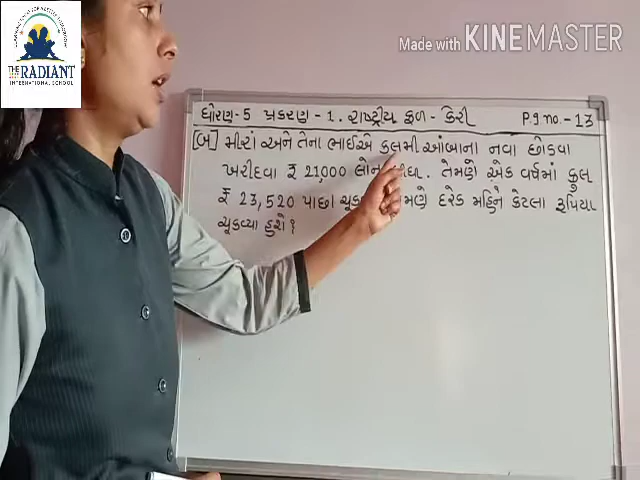 THE RADIANT
INTERNATIONAL SCHOOL
Made with KINEMASTER
ધોરણ-5 પ્રકરણ-1. રાષ્ટ્રીય ફળ-કેરી Pg no.-17
[બ] મીરાં અને તેના ભાઈએ કલમી આંબાના નવા છોડવા
ખરીદવા ₹ 21,000 લોન લીધા. તેમણે એક વર્ષમાં કુલ
₹ 23,520 પાછા દરેક મહિને કેટલા રૂપિયા
ચૂકવ્યા હશે?